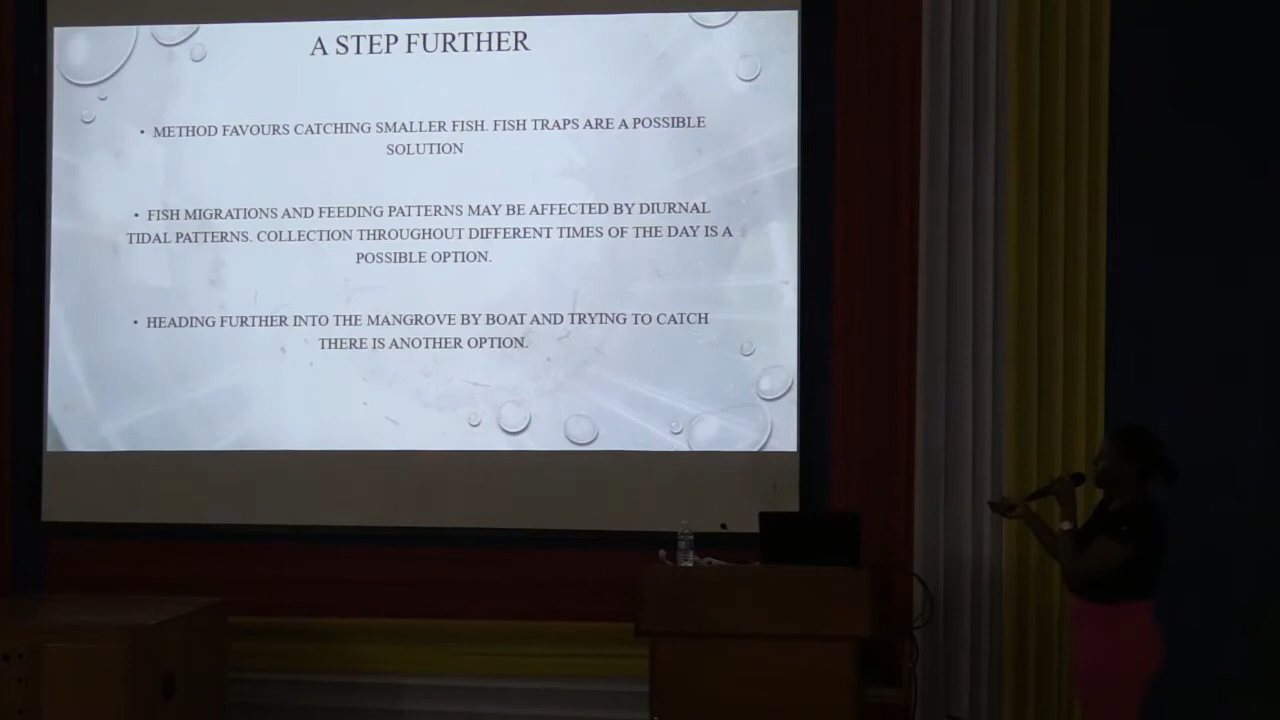 A STEP FURTHER
• METHOD FAVOURS CATCHING SMALLER FISH. FISH TRAPS ARE A POSSIBLE
SOLUTION
• FISH MIGRATIONS AND FEEDING PATTERNS MAY BE AFFECTED BY DIURNAL
TIDAL PATTERNS. COLLECTION THROUGHOUT DIFFERENT TIMES OF THE DAY IS A
POSSIBLE OPTION.
• HEADING FURTHER INTO THE MANGROVE BY BOAT AND TRYING TO CATCH
THERE IS ANOTHER OPTION.